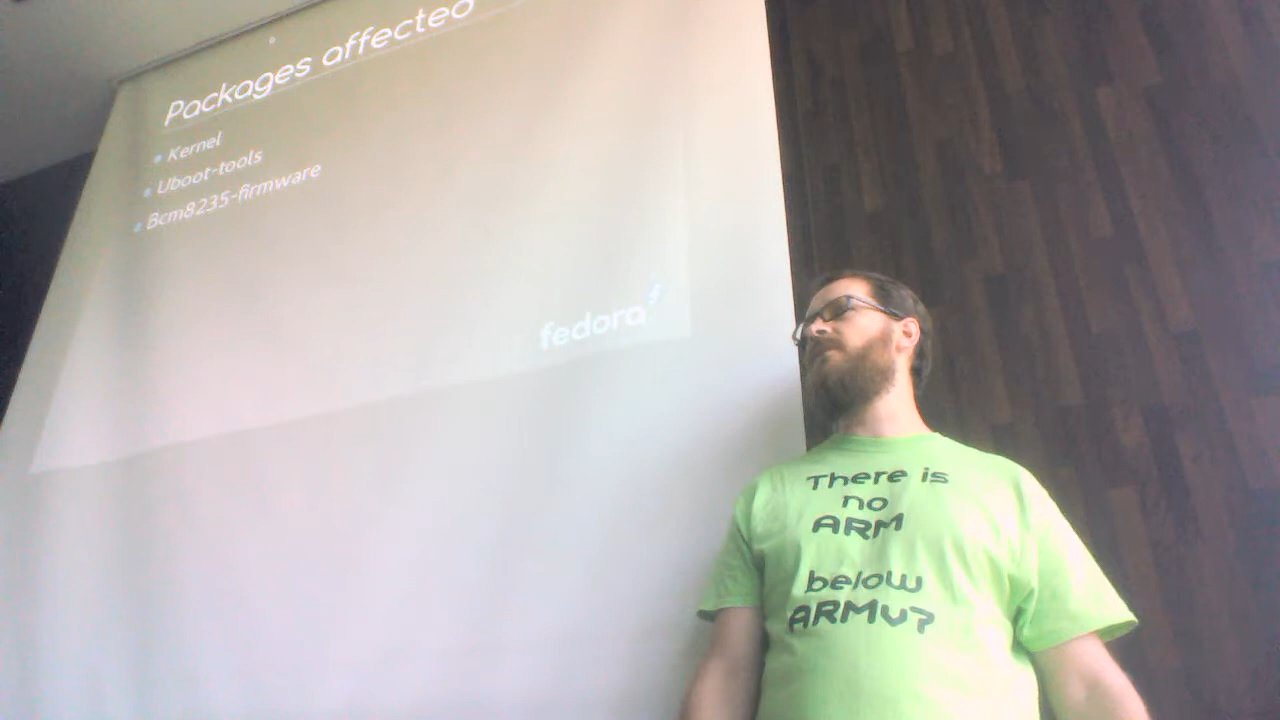 Packages affected
Kernel
Uboot-tools
Bcm8235-firmware
fedora
There is
no
ARM
below
ARMv7